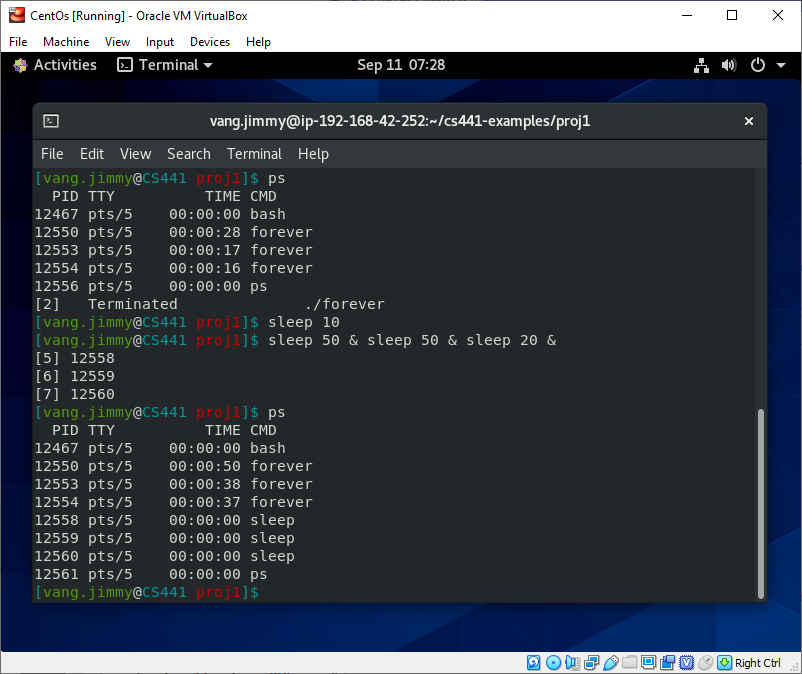 CentOs [Running] - Oracle VM VirtualBox
File Machine View Input Devices Help
Activities Terminal Sep 11 07:28
vang.jimmy@ip-192-168-42-252:~/cs441-examples/proj1
File Edit View Search Terminal Help
[vang.jimmy@CS441 proj1]$ ps
  PID TTY          TIME CMD
12467 pts/5    00:00:00 bash
12550 pts/5    00:00:28 forever
12553 pts/5    00:00:17 forever
12554 pts/5    00:00:16 forever
12556 pts/5    00:00:00 ps
[2]   Terminated              ./forever
[vang.jimmy@CS441 proj1]$ sleep 10
[vang.jimmy@CS441 proj1]$ sleep 50 & sleep 50 & sleep 20 &
[5] 12558
[6] 12559
[7] 12560
[vang.jimmy@CS441 proj1]$ ps
  PID TTY          TIME CMD
12467 pts/5    00:00:00 bash
12550 pts/5    00:00:50 forever
12553 pts/5    00:00:38 forever
12554 pts/5    00:00:37 forever
12558 pts/5    00:00:00 sleep
12559 pts/5    00:00:00 sleep
12560 pts/5    00:00:00 sleep
12561 pts/5    00:00:00 ps
[vang.jimmy@CS441 proj1]$
Right Ctrl